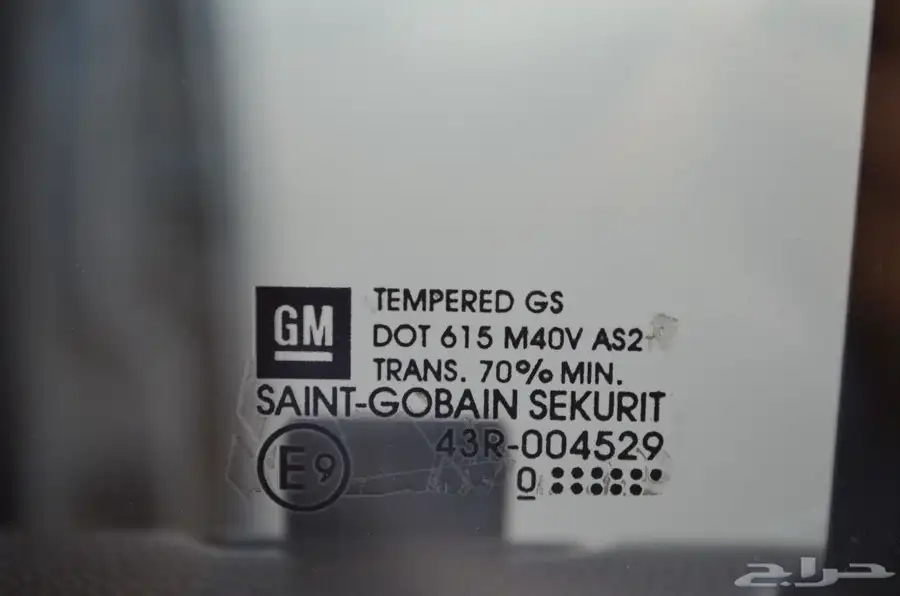 GM
TEMPERED GS
DOT 615 M40V AS2
TRANS. 70% MIN.
SAINT-GOBAIN SEKURIT
43R-004529
E9
0
حراج